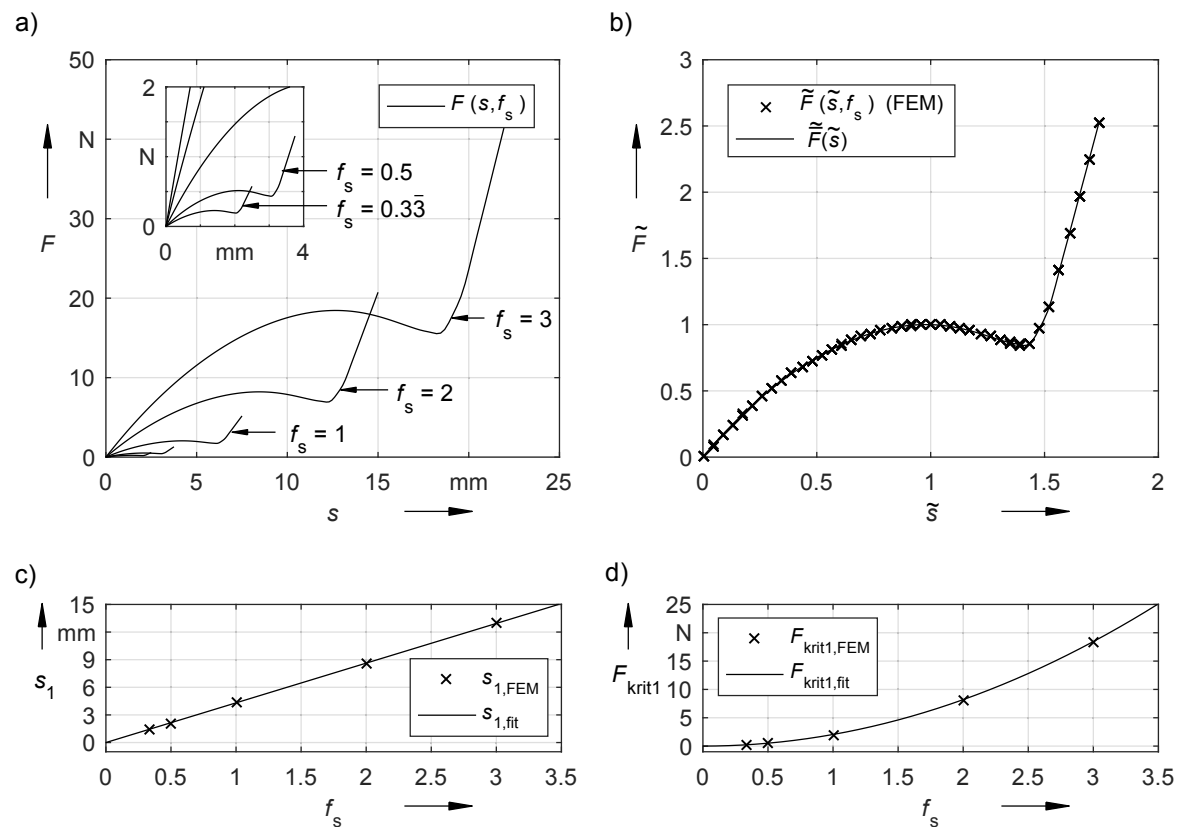 a)
50
N
30
20
10
0
F
2
N
0
0
mm
4
F (s,f_s)
f_s = 0.5
f_s = 0.33̅
f_s = 3
f_s = 2
f_s = 1
0
5
10
15
mm
25
s
b)
3
2.5
2
1.5
1
0.5
0
F̃
F̃ (s̃,f_s) (FEM)
F̃̅(s̃)
0
0.5
1
1.5
2
s̃
c)
15
mm
9
6
3
0
s_1
s_1,FEM
s_1,fit
0
0.5
1
1.5
2
2.5
3
3.5
f_s
d)
25
N
15
10
5
0
F_krit1
F_krit1,FEM
F_krit1,fit
0
0.5
1
1.5
2
2.5
3
3.5
f_s